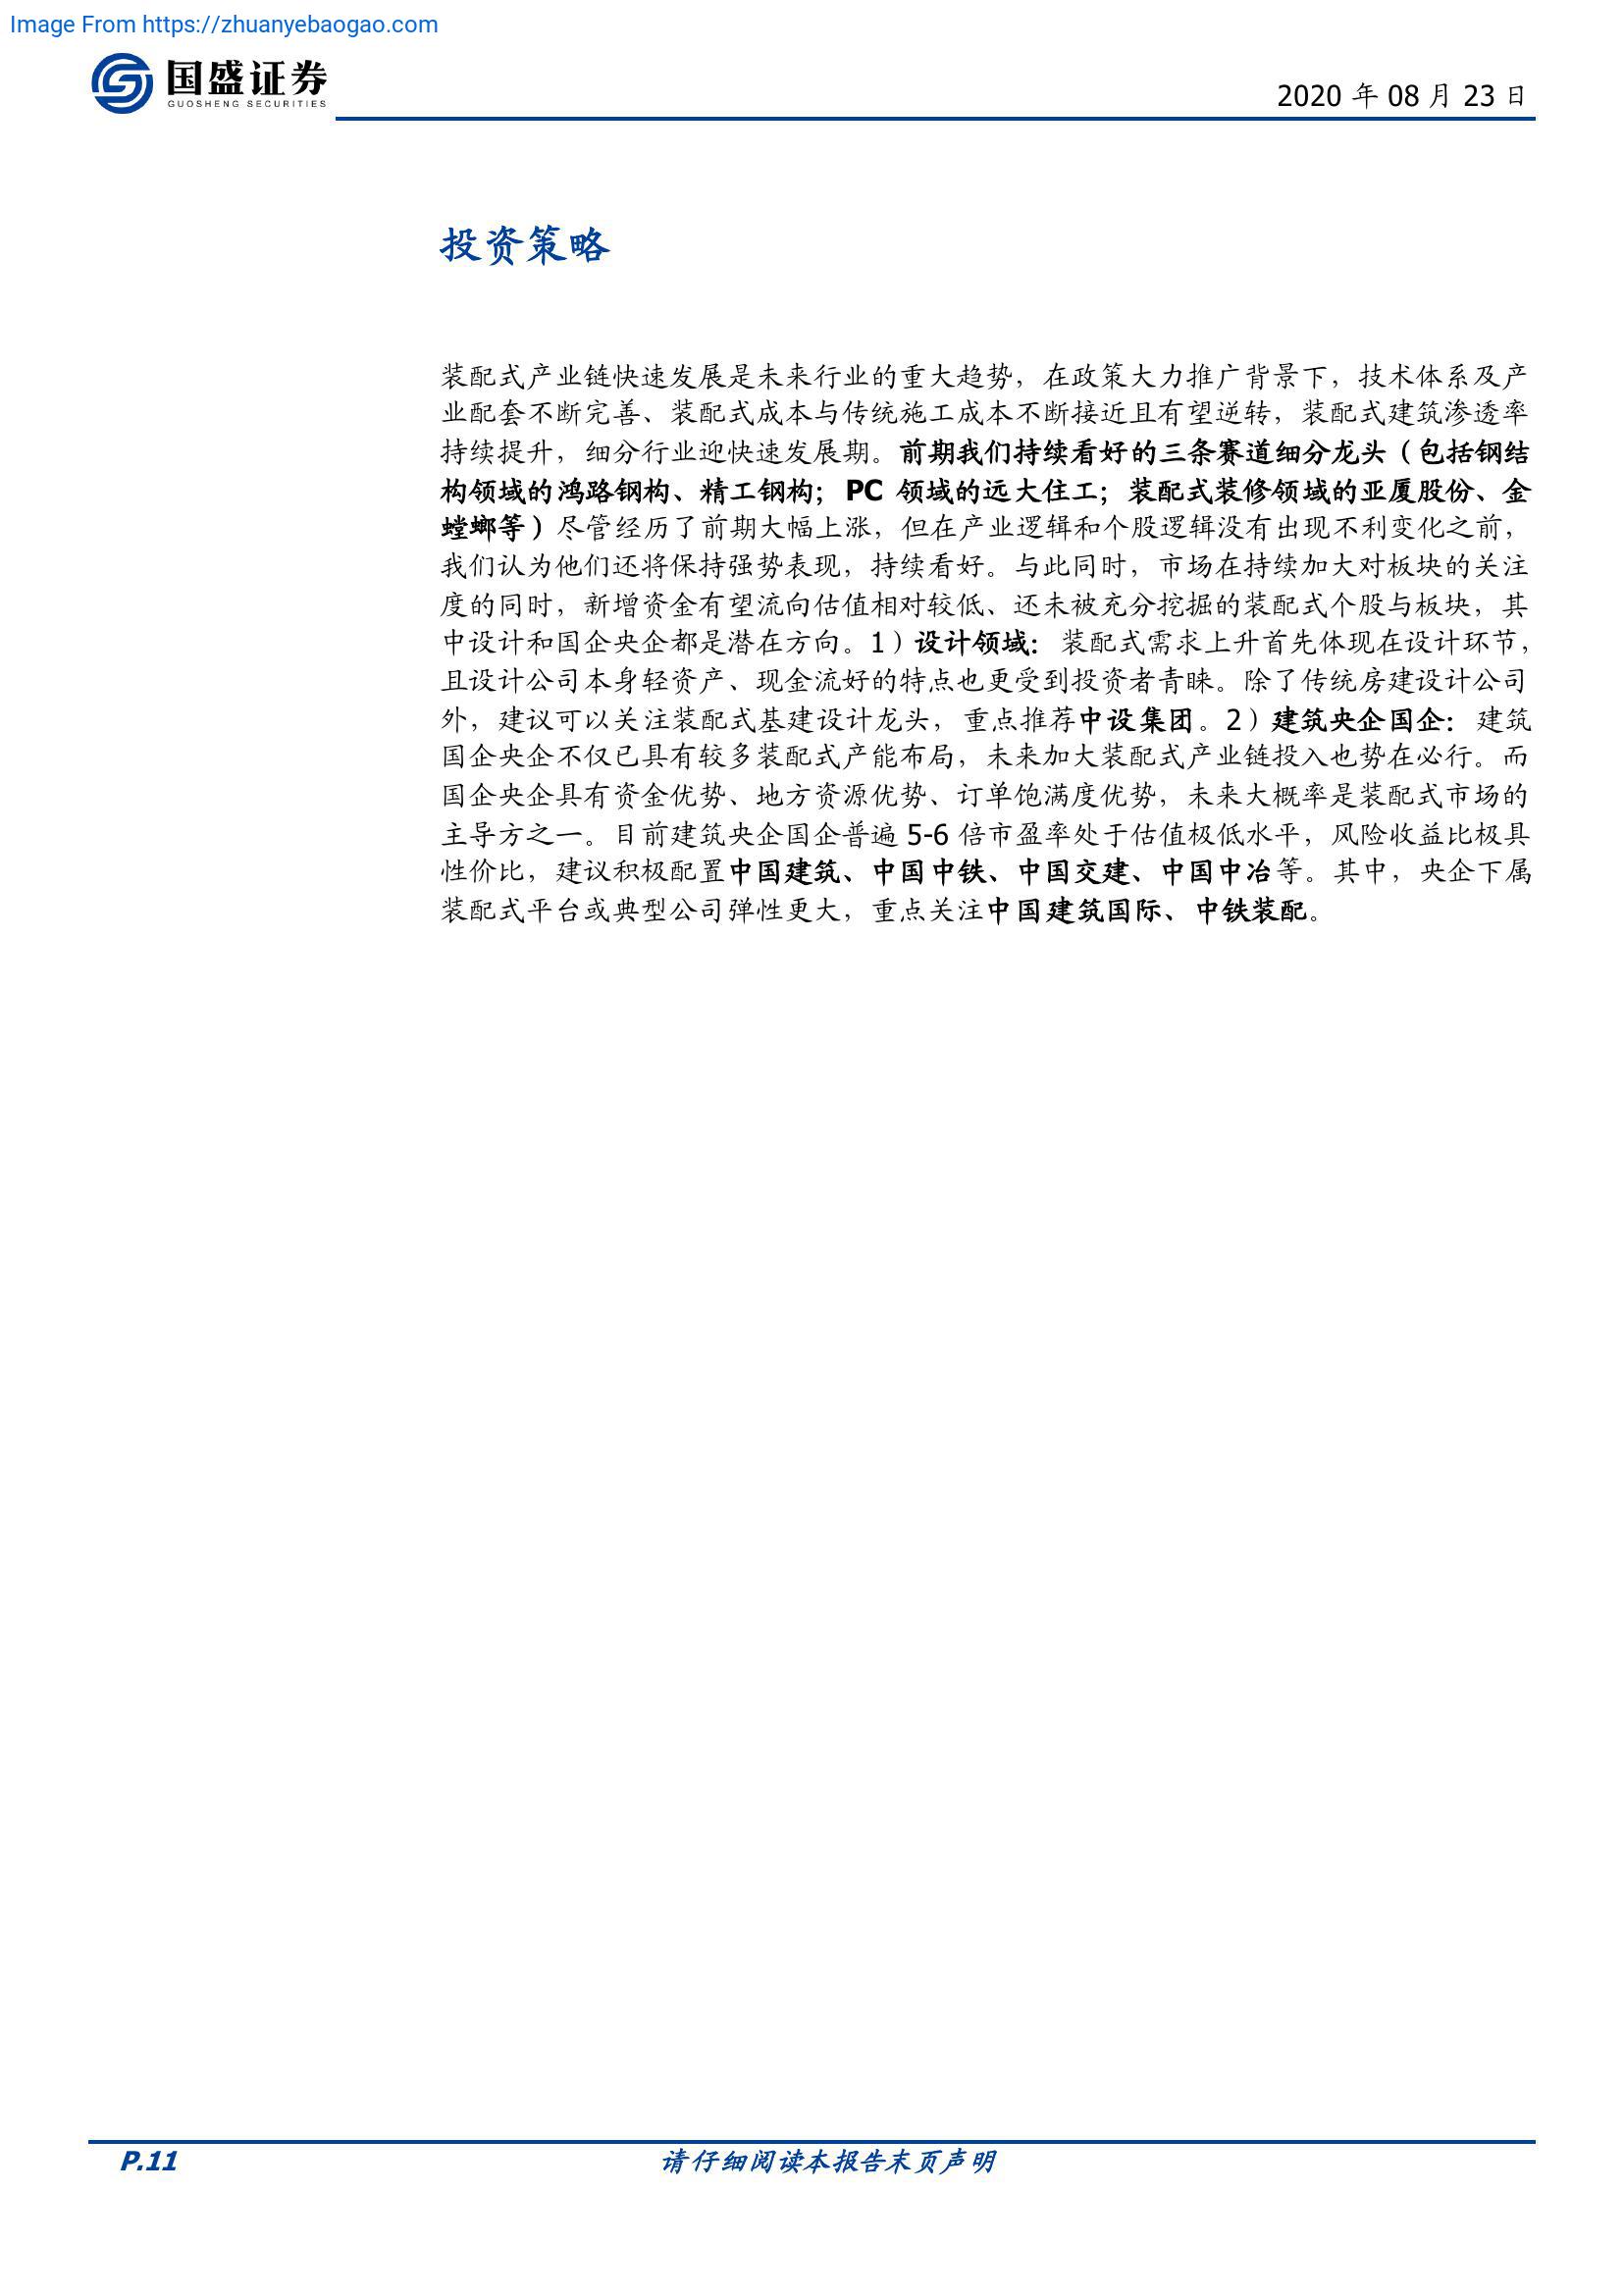 Image From https://zhuanyebaogao.com
国盛证券
GUOSHENG SECURITIES
2020 年 08 月 23 日
投资策略
装配式产业链快速发展是未来行业的重大趋势，在政策大力推广背景下，技术体系及产
业配套不断完善、装配式成本与传统施工成本不断接近且有望逆转，装配式建筑渗透率
持续提升，细分行业迎快速发展期。前期我们持续看好的三条赛道细分龙头（包括钢结
构领域的鸿路钢构、精工钢构；PC 领域的远大住工；装配式装修领域的亚厦股份、金
螳螂等）尽管经历了前期大幅上涨，但在产业逻辑和个股逻辑没有出现不利变化之前，
我们认为他们还将保持强势表现，持续看好。与此同时，市场在持续加大对板块的关注
度的同时，新增资金有望流向估值相对较低、还未被充分挖掘的装配式个股与板块，其
中设计和国企央企都是潜在方向。1）设计领域：装配式需求上升首先体现在设计环节，
且设计公司本身轻资产、现金流好的特点也更受到投资者青睐。除了传统房建设计公司
外，建议可以关注装配式基建设计龙头，重点推荐中设集团。2）建筑央企国企：建筑
国企央企不仅已具有较多装配式产能布局，未来加大装配式产业链投入也势在必行。而
国企央企具有资金优势、地方资源优势、订单饱满度优势，未来大概率是装配式市场的
主导方之一。目前建筑央企国企普遍 5-6 倍市盈率处于估值极低水平，风险收益比极具
性价比，建议积极配置中国建筑、中国中铁、中国交建、中国中冶等。其中，央企下属
装配式平台或典型公司弹性更大，重点关注中国建筑国际、中铁装配。
P.11
请仔细阅读本报告末页声明